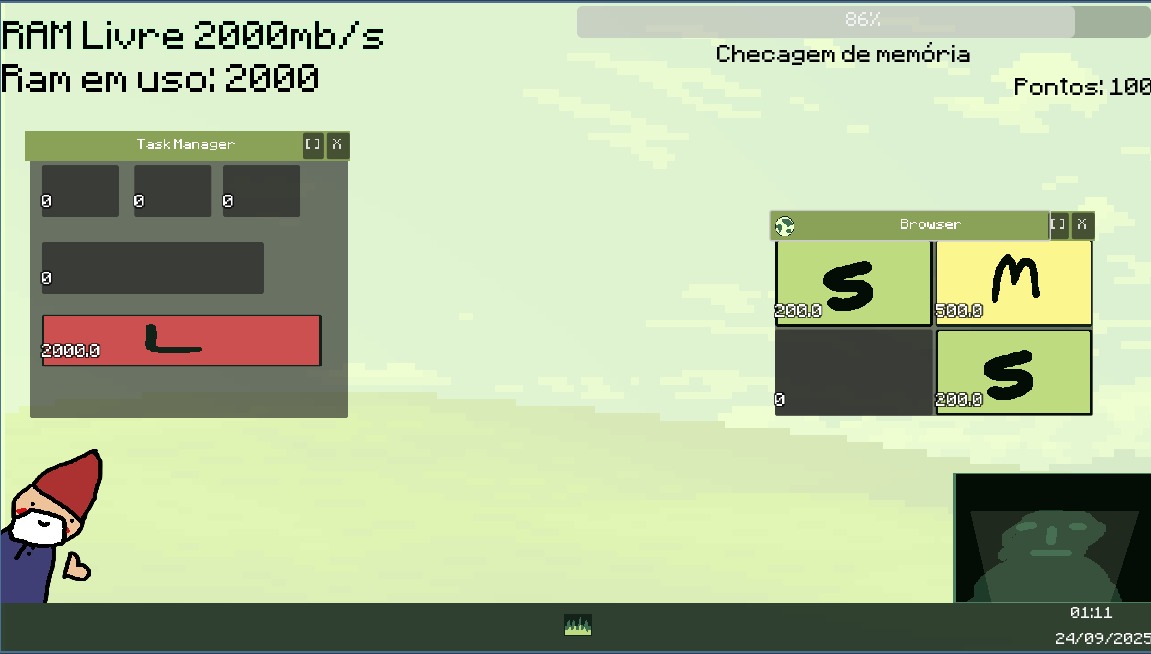 RAM Livre 2000mb/s
Ram em uso: 2000
86%
Checagem de memória
Pontos: 100
Task Manager
[] X
0 0 0
0
L
2000.0
Browser
[] X
S M
200.0 500.0
S
0 200.0
01:11
24/09/2025